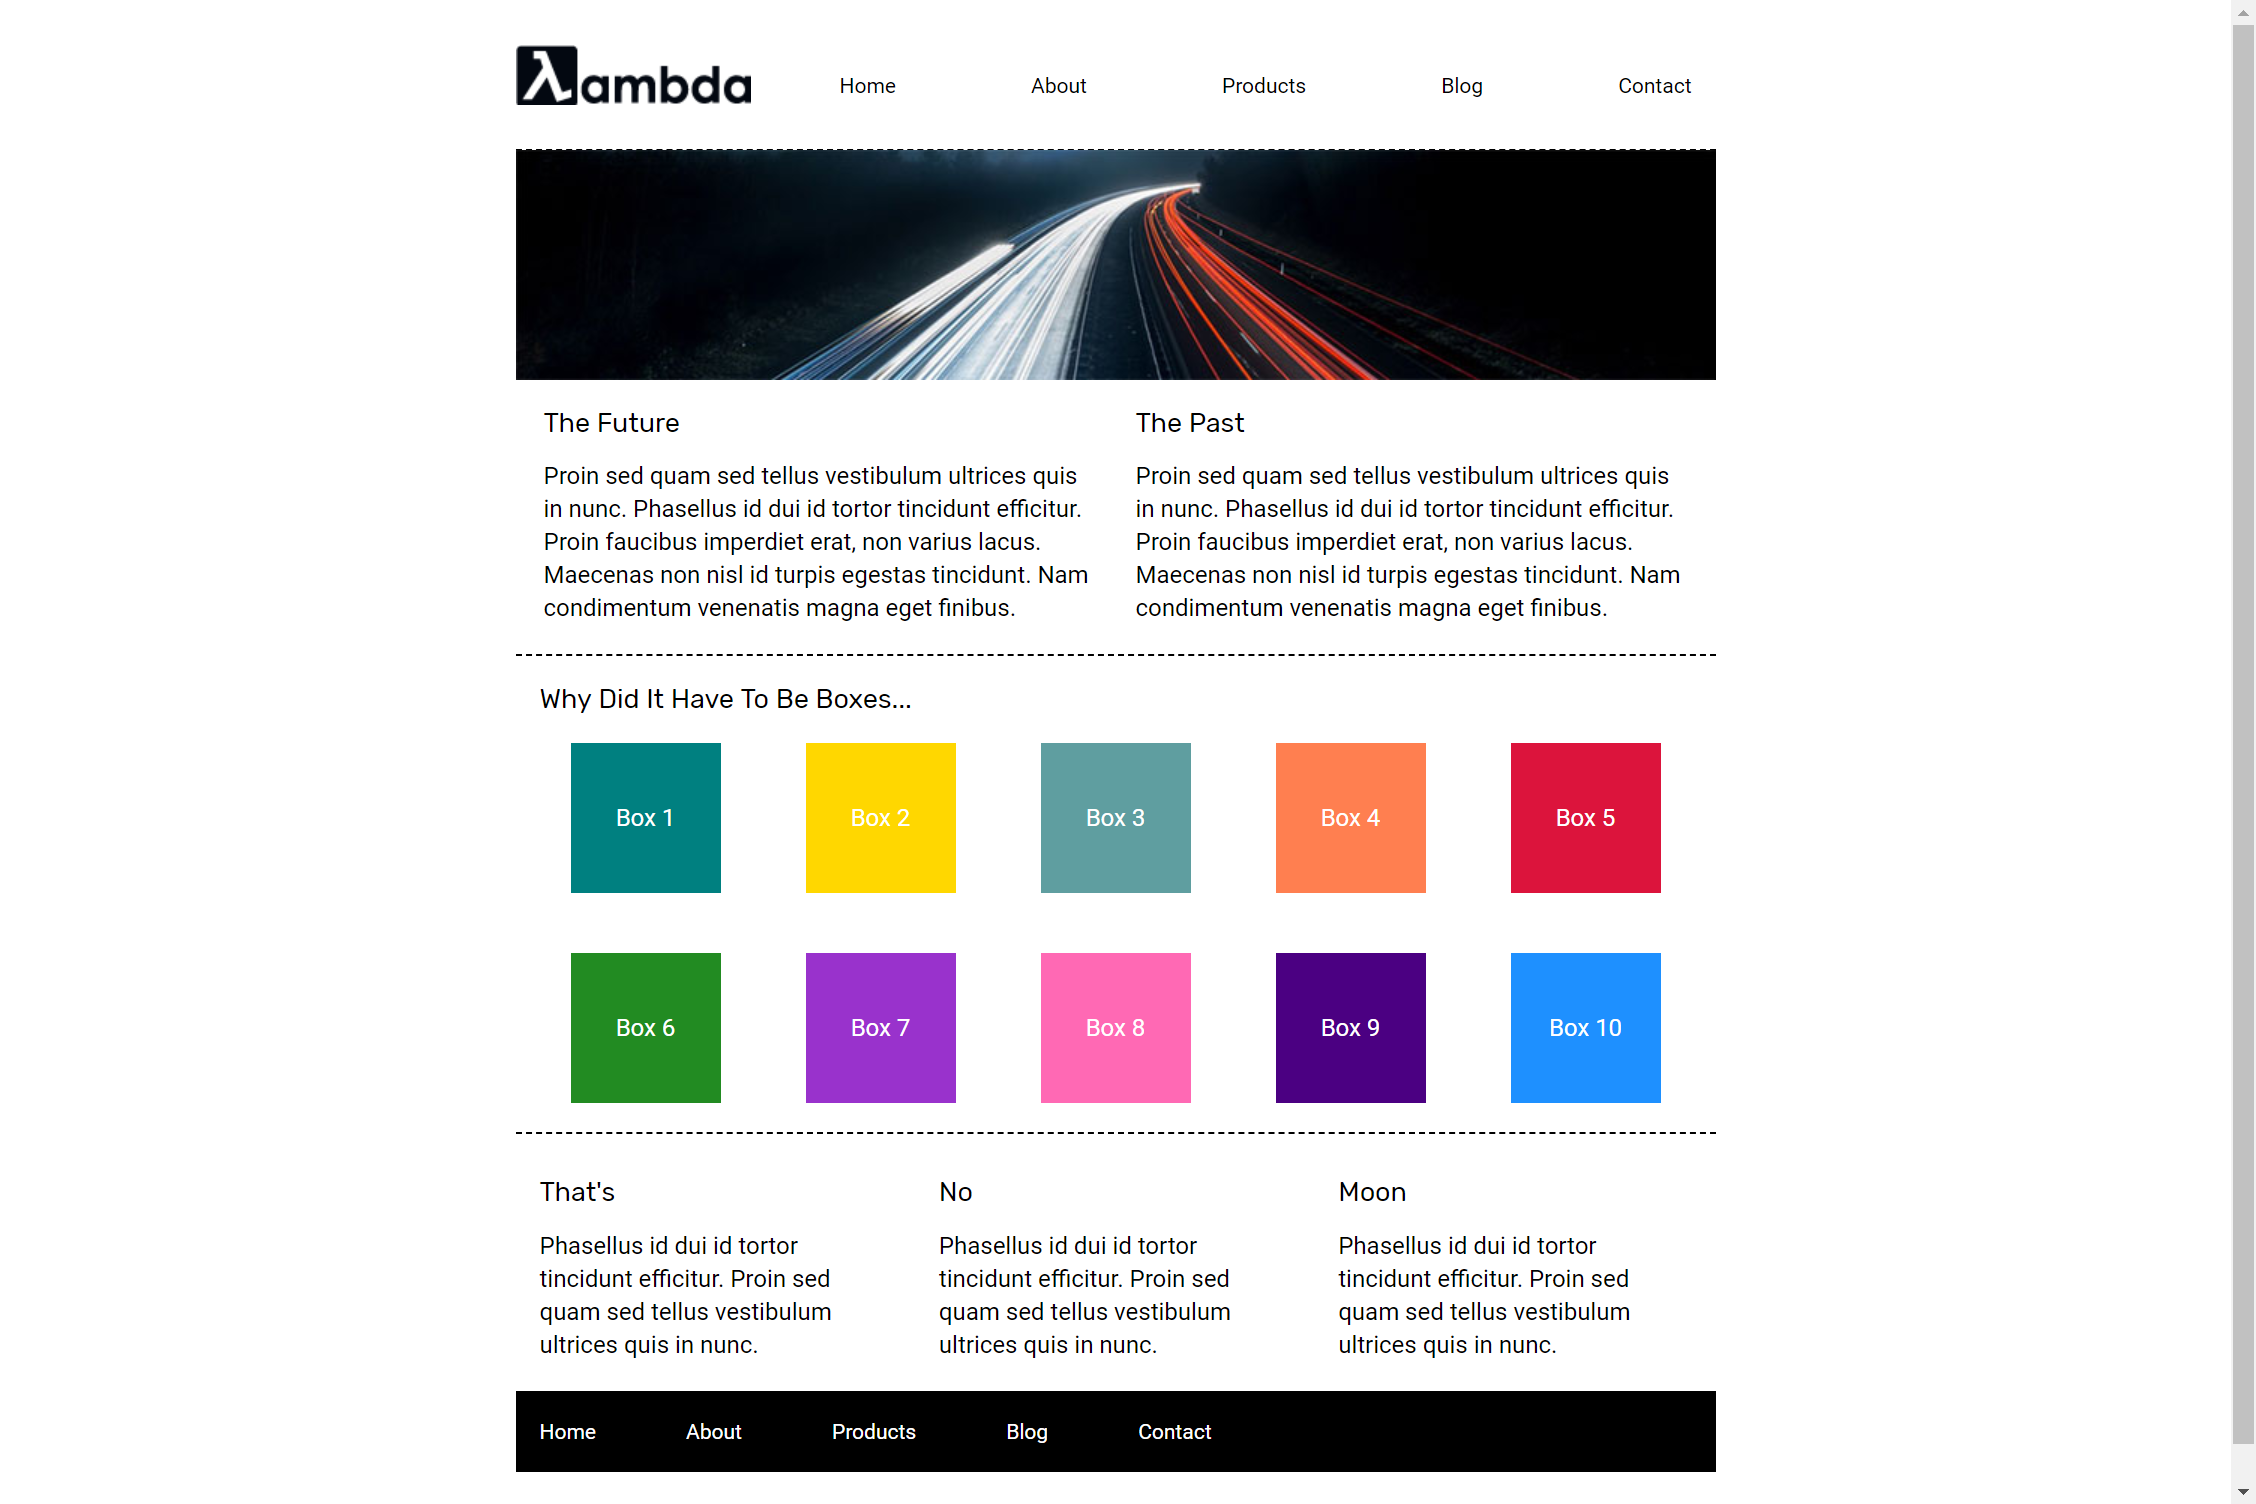 λambda
Home About Products Blog Contact
The Future
Proin sed quam sed tellus vestibulum ultrices quis
in nunc. Phasellus id dui id tortor tincidunt efficitur.
Proin faucibus imperdiet erat, non varius lacus.
Maecenas non nisl id turpis egestas tincidunt. Nam
condimentum venenatis magna eget finibus.
The Past
Proin sed quam sed tellus vestibulum ultrices quis
in nunc. Phasellus id dui id tortor tincidunt efficitur.
Proin faucibus imperdiet erat, non varius lacus.
Maecenas non nisl id turpis egestas tincidunt. Nam
condimentum venenatis magna eget finibus.
Why Did It Have To Be Boxes...
Box 1 Box 2 Box 3 Box 4 Box 5
Box 6 Box 7 Box 8 Box 9 Box 10
That's
Phasellus id dui id tortor
tincidunt efficitur. Proin sed
quam sed tellus vestibulum
ultrices quis in nunc.
No
Phasellus id dui id tortor
tincidunt efficitur. Proin sed
quam sed tellus vestibulum
ultrices quis in nunc.
Moon
Phasellus id dui id tortor
tincidunt efficitur. Proin sed
quam sed tellus vestibulum
ultrices quis in nunc.
Home About Products Blog Contact